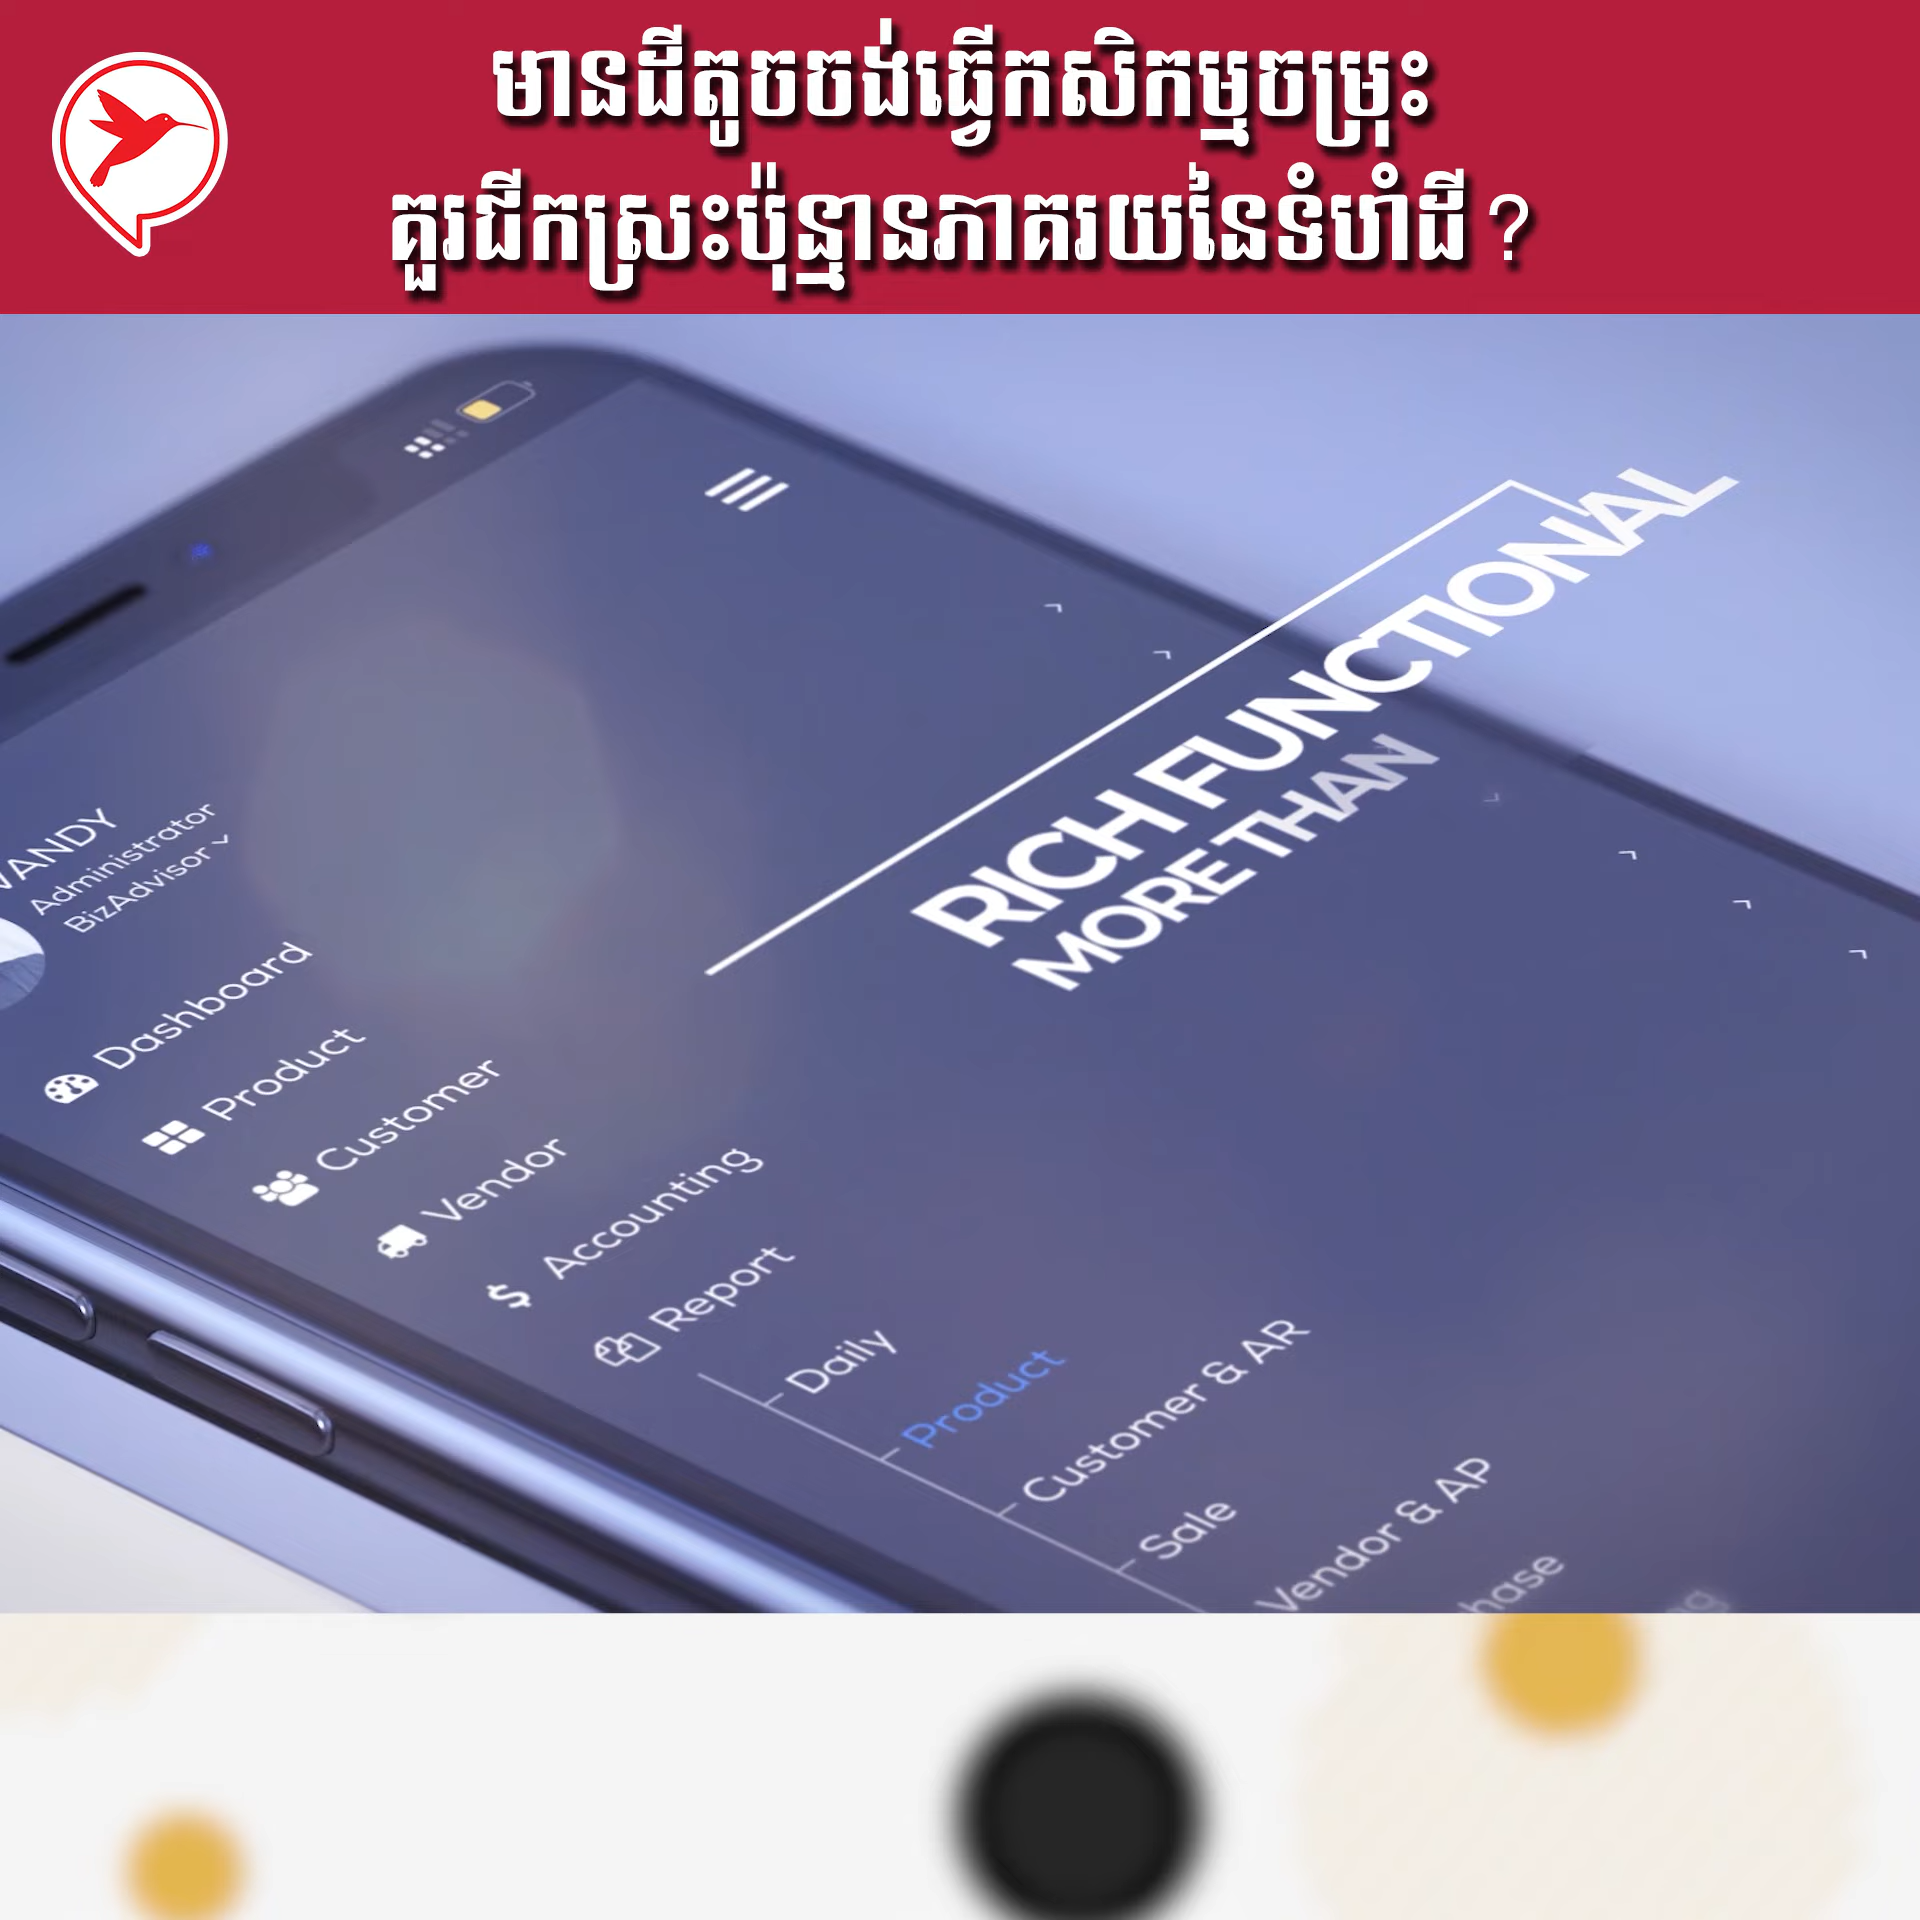 មានដីតូចចង់ធ្វើកសិកម្មចម្រុះ
គួរជីកស្រះប៉ុន្មានភាគរយនៃទំហំដី ?
RICH FUNCTIONAL
MORE THAN
VANDY
Administrator
BizAdvisor
Dashboard
Product
Customer
Vendor
$ Accounting
Report
Daily
Product
Customer & AR
Sale
Vendor & AP